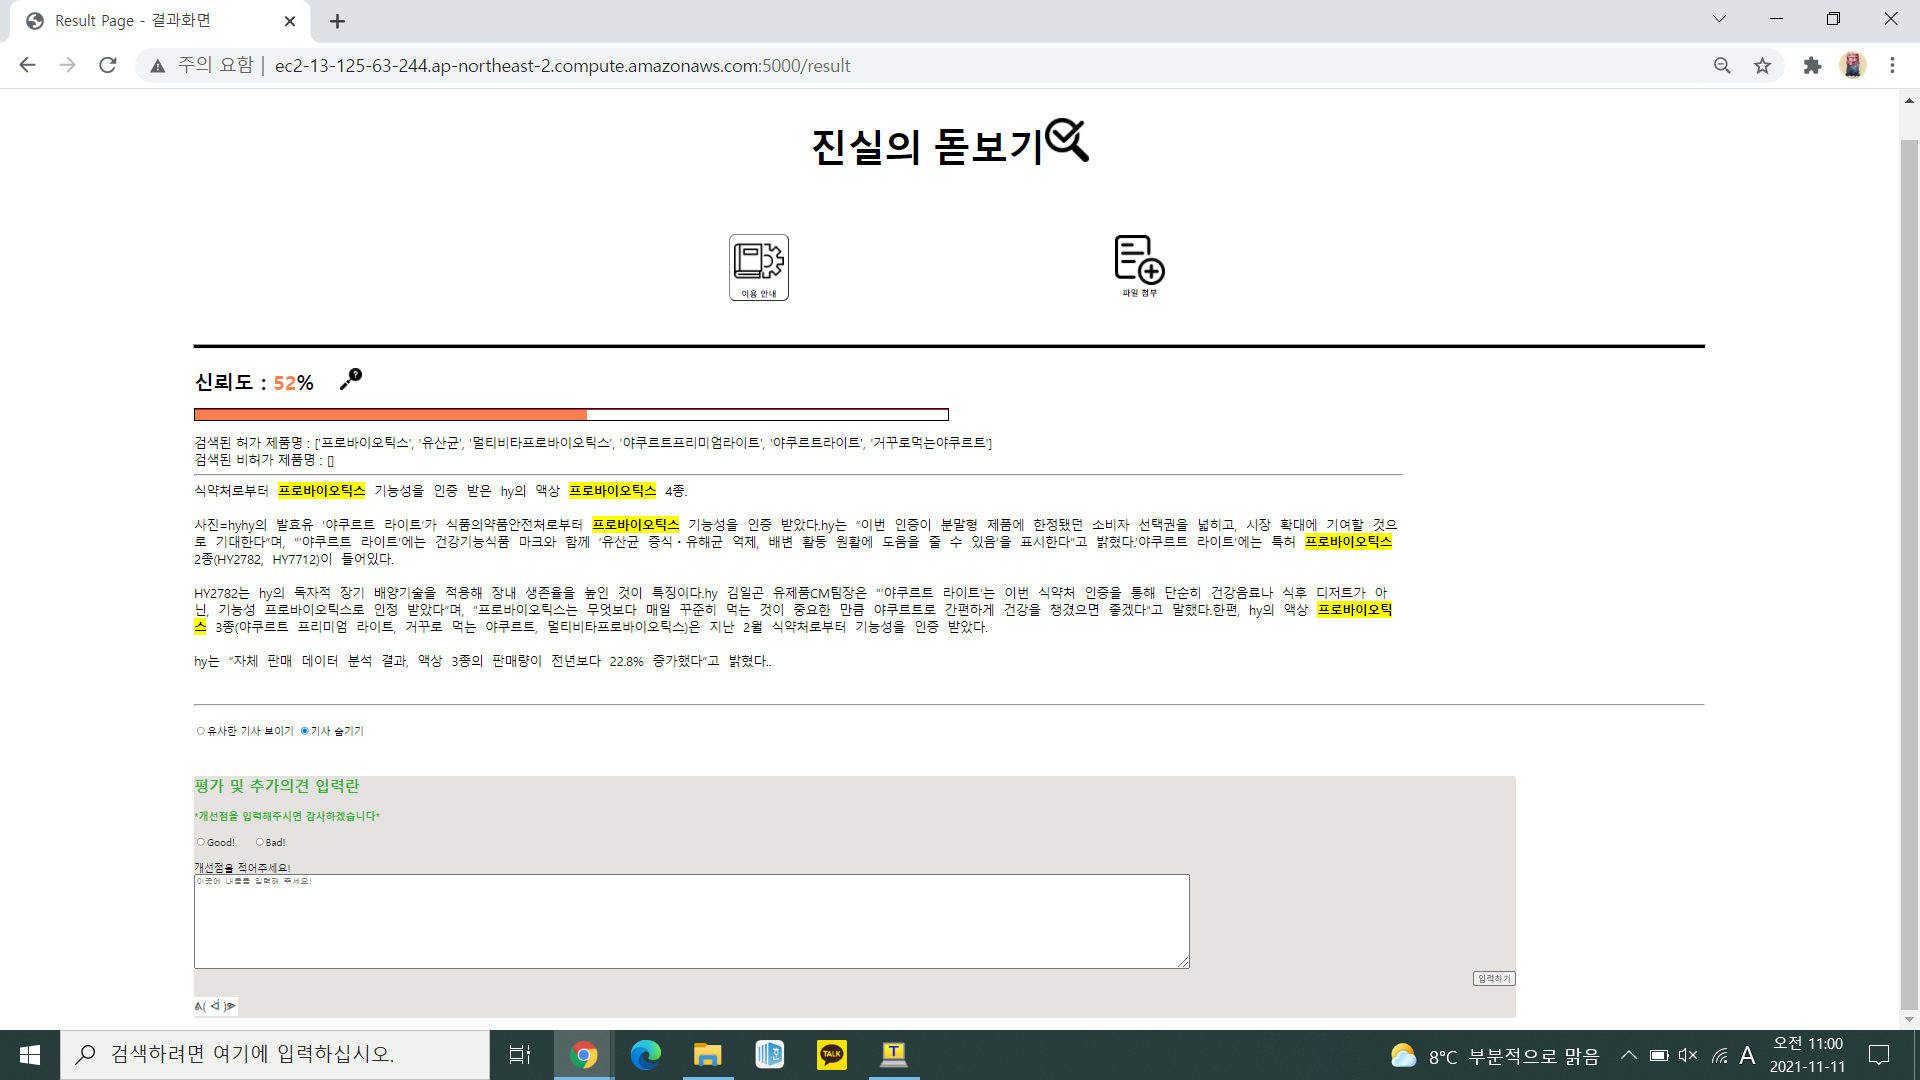 Result Page - 결과화면
주의 요함 | ec2-13-125-63-244.ap-northeast-2.compute.amazonaws.com:5000/result
진실의 돋보기
이용 안내
파일 첨부
신뢰도 : 52%
검색된 허가 제품명 : ['프로바이오틱스', '유산균', '멀티비타프로바이오틱스', '야쿠르트프리미엄라이트', '야쿠르트라이트', '거꾸로먹는야쿠르트']
검색된 비허가 제품명 : []
식약처로부터 프로바이오틱스 기능성을 인증 받은 hy의 액상 프로바이오틱스 4종.
사진=hyhy의 발효유 ‘야쿠르트 라이트’가 식품의약품안전처로부터 프로바이오틱스 기능성을 인증 받았다.hy는 “이번 인증이 분말형 제품에 한정됐던 소비자 선택권을 넓히고, 시장 확대에 기여할 것으
로 기대한다”며, “‘야쿠르트 라이트’에는 건강기능식품 마크와 함께 ‘유산균 증식·유해균 억제, 배변 활동 원활에 도움을 줄 수 있음’을 표시한다”고 밝혔다.‘야쿠르트 라이트’에는 특허 프로바이오틱스
2종(HY2782, HY7712)이 들어있다.
HY2782는 hy의 독자적 장기 배양기술을 적용해 장내 생존율을 높인 것이 특징이다.hy 김일곤 유제품CM팀장은 “‘야쿠르트 라이트’는 이번 식약처 인증을 통해 단순히 건강음료나 식후 디저트가 아
닌, 기능성 프로바이오틱스로 인정 받았다”며, “프로바이오틱스는 무엇보다 매일 꾸준히 먹는 것이 중요한 만큼 야쿠르트로 간편하게 건강을 챙겼으면 좋겠다”고 말했다.한편, hy의 액상 프로바이오틱
스 3종(야쿠르트 프리미엄 라이트, 거꾸로 먹는 야쿠르트, 멀티비타프로바이오틱스)은 지난 2월 식약처로부터 기능성을 인증 받았다.
hy는 “자체 판매 데이터 분석 결과, 액상 3종의 판매량이 전년보다 22.8% 증가했다”고 밝혔다..
유사한 기사 보이기 기사 숨기기
평가 및 추가의견 입력란
*개선점을 입력해주시면 감사하겠습니다*
Good! Bad!
개선점을 적어주세요!
이곳에 내용을 입력해 주세요!
입력하기
검색하려면 여기에 입력하십시오.
TALK
T
8°C 부분적으로 맑음
A
오전 11:00
2021-11-11